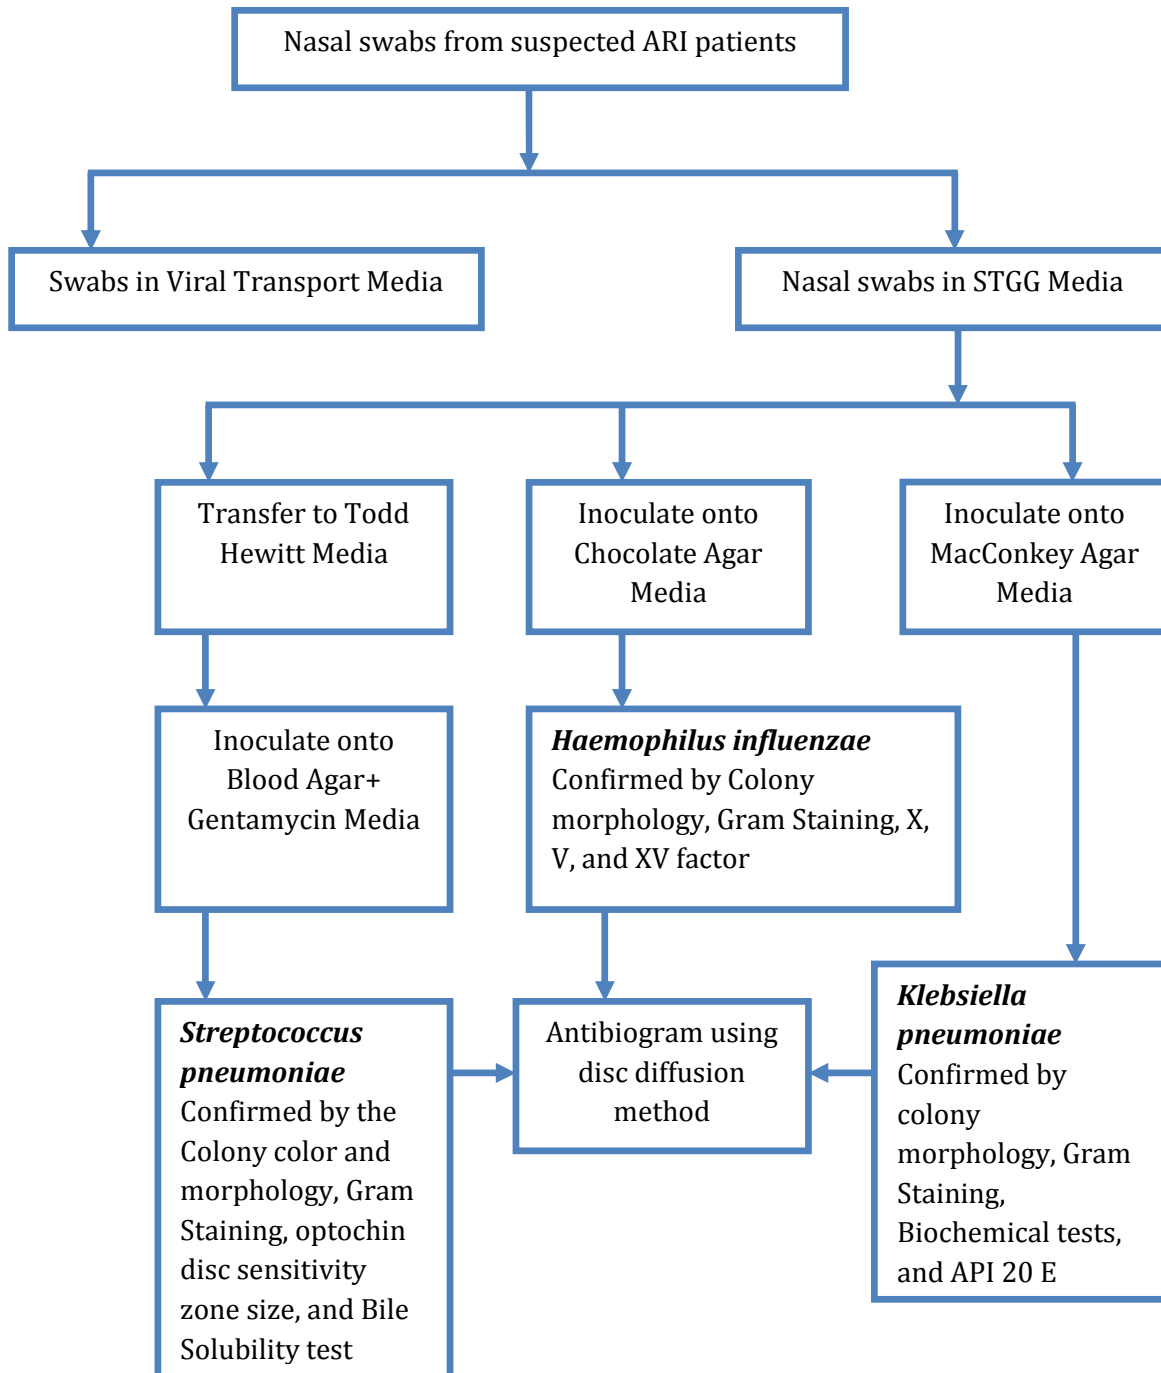 Nasal swabs from suspected ARI patients
Swabs in Viral Transport Media
Nasal swabs in STGG Media
Transfer to Todd
Hewitt Media
Inoculate onto
Chocolate Agar
Media
Inoculate onto
MacConkey Agar
Media
Inoculate onto
Blood Agar+
Gentamycin Media
Haemophilus influenzae
Confirmed by Colony
morphology, Gram Staining, X,
V, and XV factor
Streptococcus
pneumoniae
Confirmed by the
Colony color and
morphology, Gram
Staining, optochin
disc sensitivity
zone size, and Bile
Solubility test
Antibiogram using
disc diffusion
method
Klebsiella
pneumoniae
Confirmed by
colony
morphology, Gram
Staining,
Biochemical tests,
and API 20 E